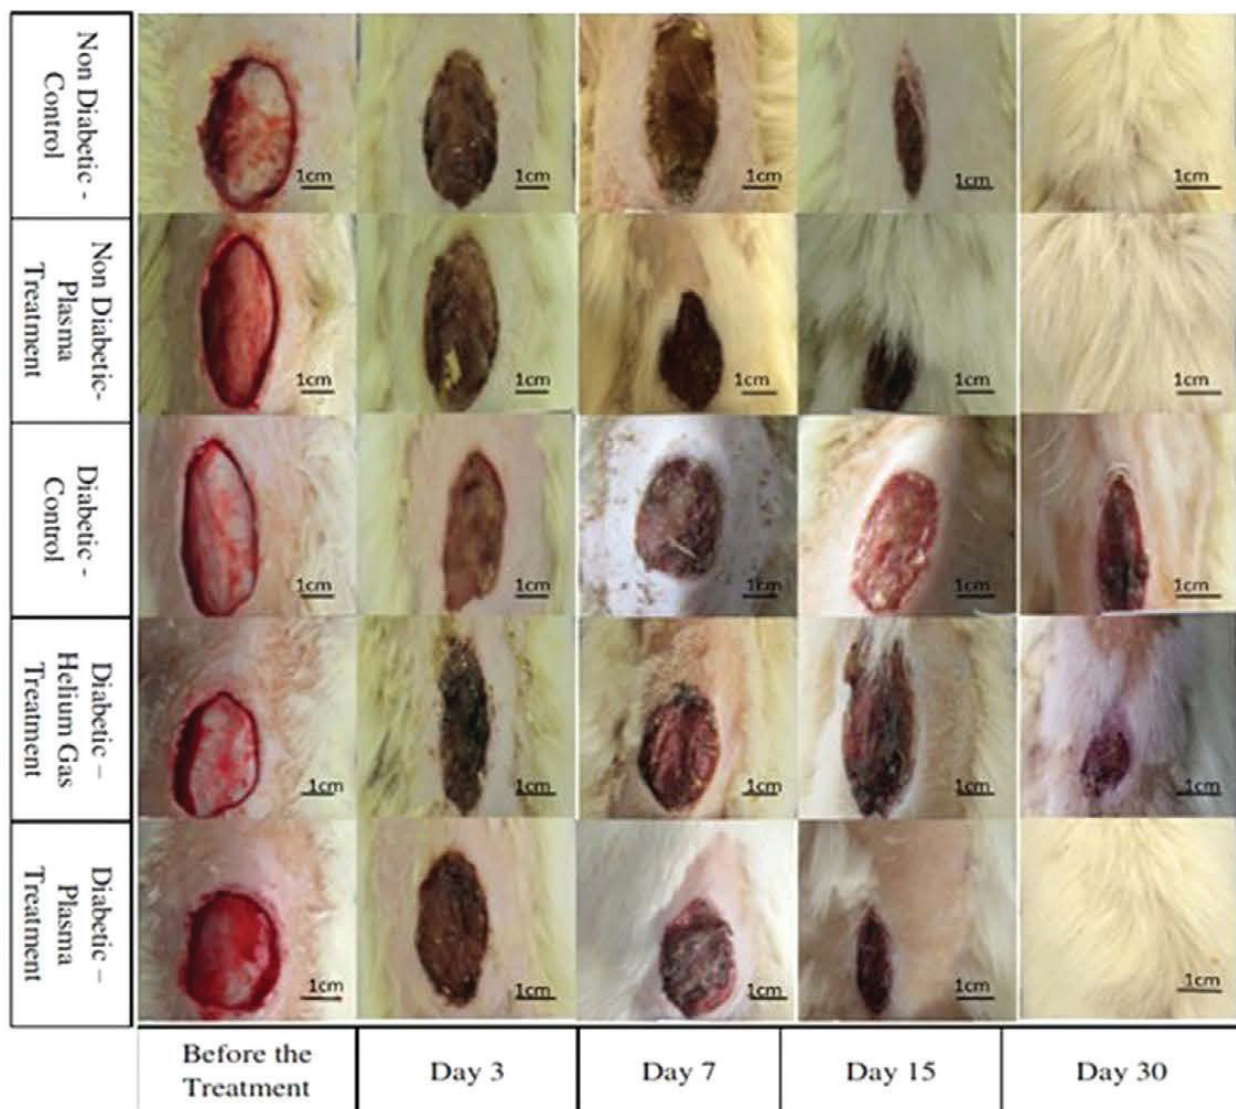 Non Diabetic -
Control
1cm
1cm
1cm
1cm
1cm
Non Diabetic-
Plasma
Treatment
1cm
1cm
1cm
1cm
1cm
Diabetic -
Control
1cm
1cm
1cm
1cm
1cm
Diabetic –
Helium Gas
Treatment
1cm
1cm
1cm
1cm
1cm
Diabetic –
Plasma
Treatment
1cm
1cm
1cm
1cm
1cm
Before the
Treatment
Day 3
Day 7
Day 15
Day 30